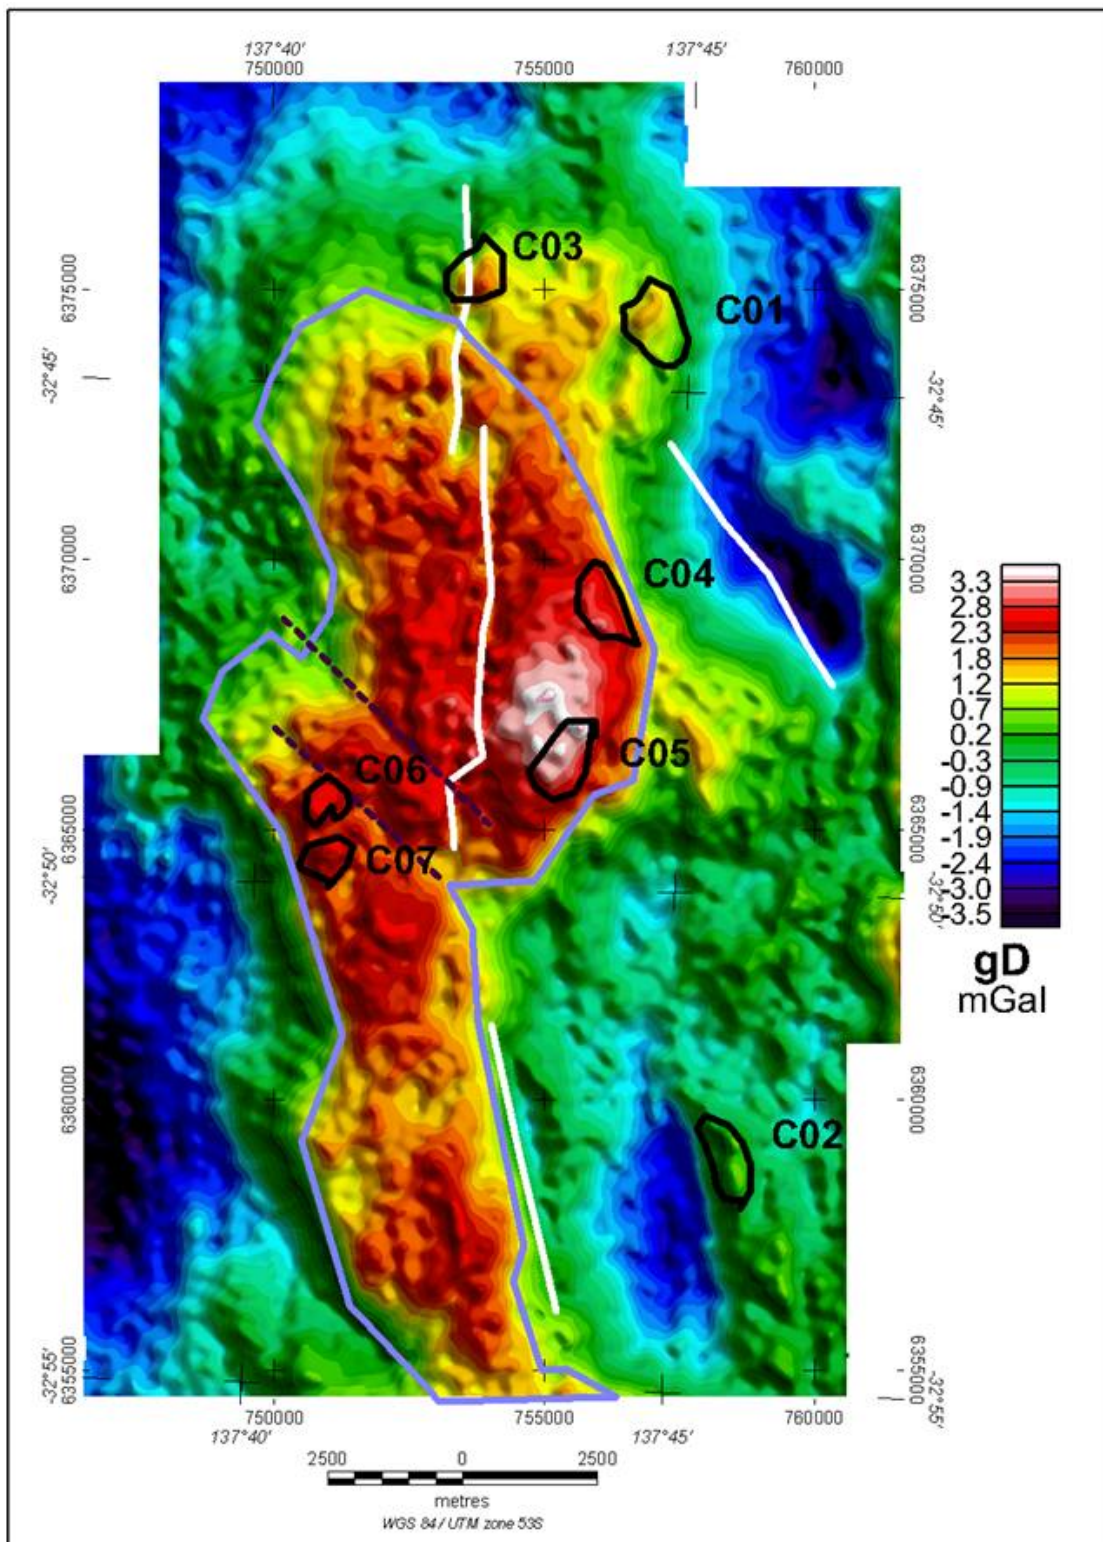 137°40' 137°45'
750000 755000 760000
C03
C01
6375000 6375000
-32°45' -32°45'
C04
6370000 6370000
C05
C06
C07
6365000 6365000
-32°50' -32°50'
3.3
2.8
2.3
1.8
1.2
0.7
0.2
-0.3
-0.9
-1.4
-1.9
-2.4
-3.0
-3.5
gD
mGal
6360000 6360000
C02
-32°55' 6355000 6355000 -32°55'
750000 755000 760000
137°40' 137°45'
2500 0 2500
metres
WGS 84 / UTM zone 53S